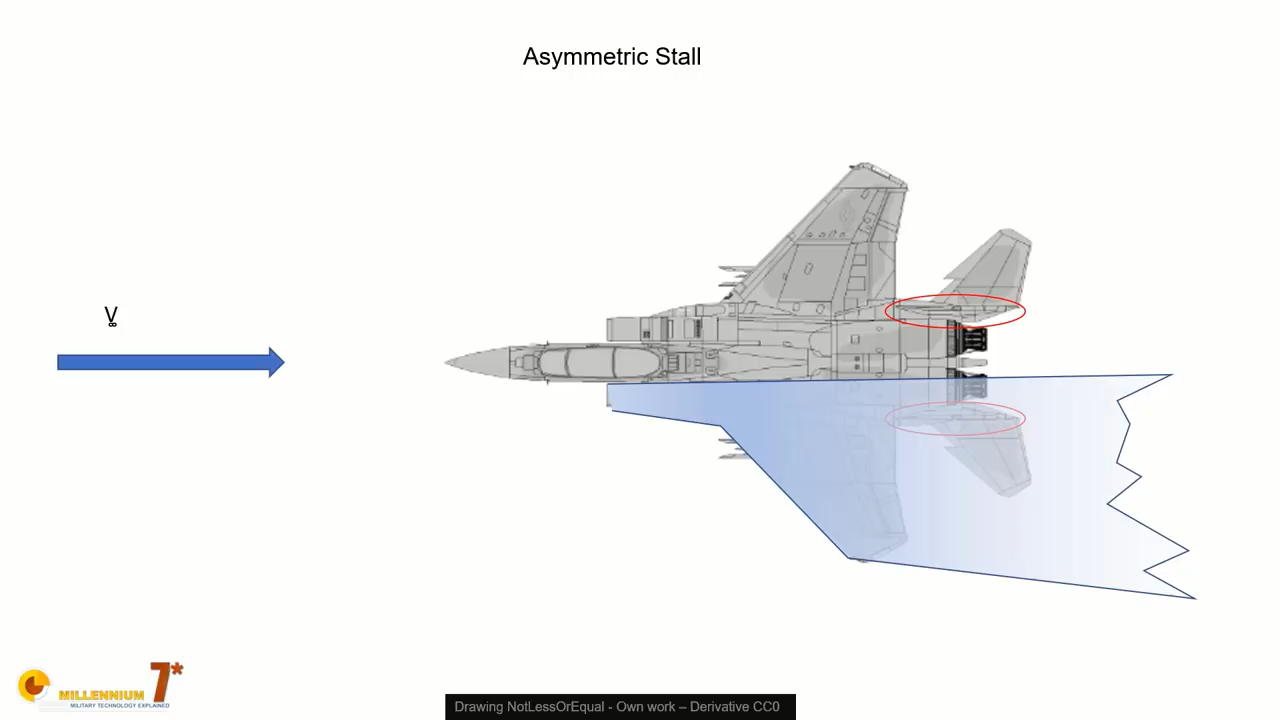 Asymmetric Stall
V∞
MILLENNIUM 7*
MILITARY TECHNOLOGY EXPLAINED
Drawing NotLessOrEqual - Own work – Derivative CC0